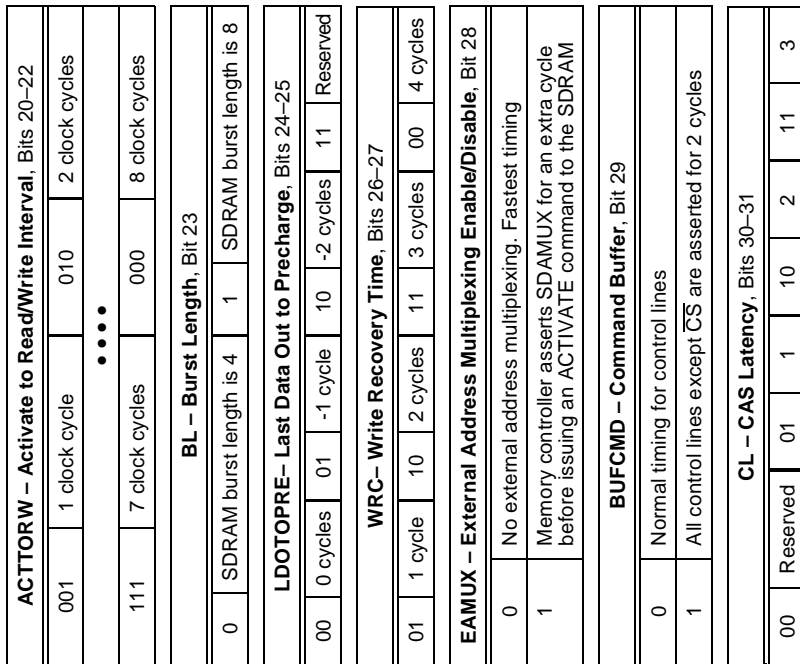 ACTTORW – Activate to Read/Write Interval, Bits 20–22
001 1 clock cycle 010 2 clock cycles
••••
111 7 clock cycles 000 8 clock cycles
BL – Burst Length, Bit 23
0 SDRAM burst length is 4 1 SDRAM burst length is 8
LDOTOPRE– Last Data Out to Precharge, Bits 24–25
00 0 cycles 01 -1 cycle 10 -2 cycles 11 Reserved
WRC– Write Recovery Time, Bits 26–27
01 1 cycle 10 2 cycles 11 3 cycles 00 4 cycles
EAMUX – External Address Multiplexing Enable/Disable, Bit 28
0 No external address multiplexing. Fastest timing
1 Memory controller asserts SDAMUX for an extra cycle
before issuing an ACTIVATE command to the SDRAM
BUFCMD – Command Buffer, Bit 29
0 Normal timing for control lines
1 All control lines except C̅S̅ are asserted for 2 cycles
CL – CAS Latency, Bits 30–31
00 Reserved 01 1 10 2 11 3